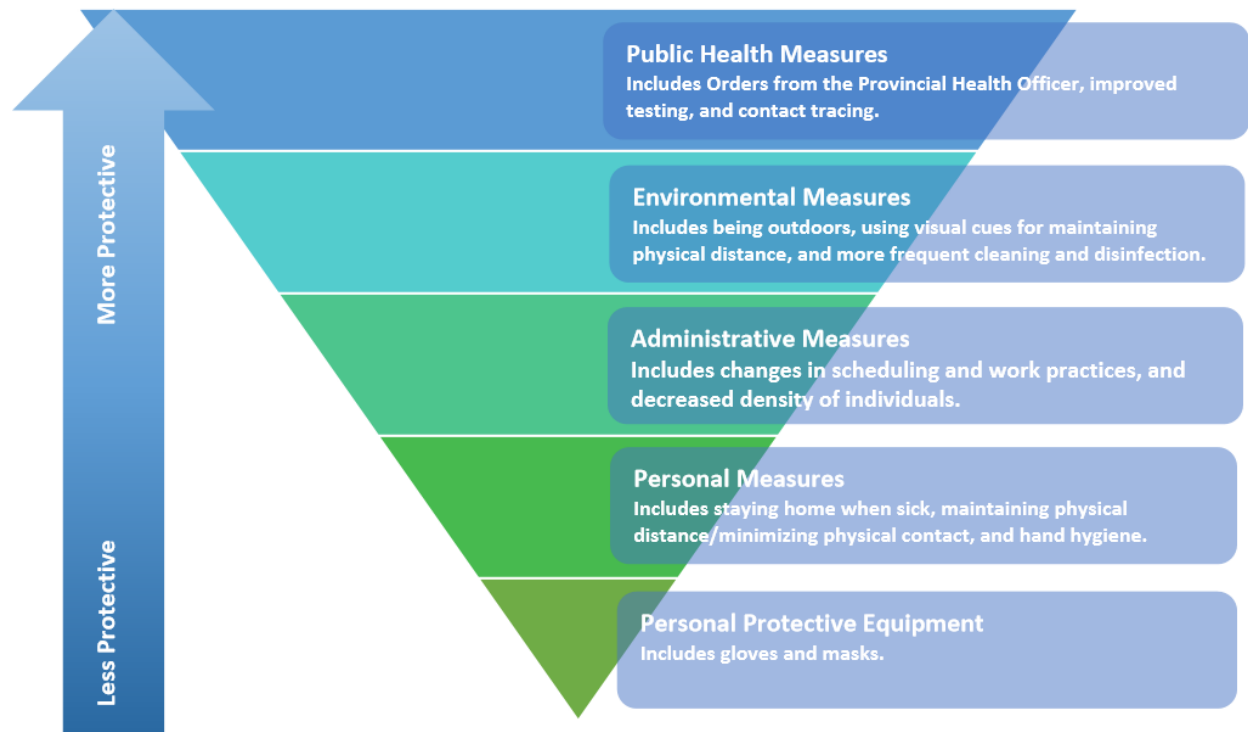 More Protective
Less Protective
Public Health Measures
Includes Orders from the Provincial Health Officer, improved
testing, and contact tracing.
Environmental Measures
Includes being outdoors, using visual cues for maintaining
physical distance, and more frequent cleaning and disinfection.
Administrative Measures
Includes changes in scheduling and work practices, and
decreased density of individuals.
Personal Measures
Includes staying home when sick, maintaining physical
distance/minimizing physical contact, and hand hygiene.
Personal Protective Equipment
Includes gloves and masks.